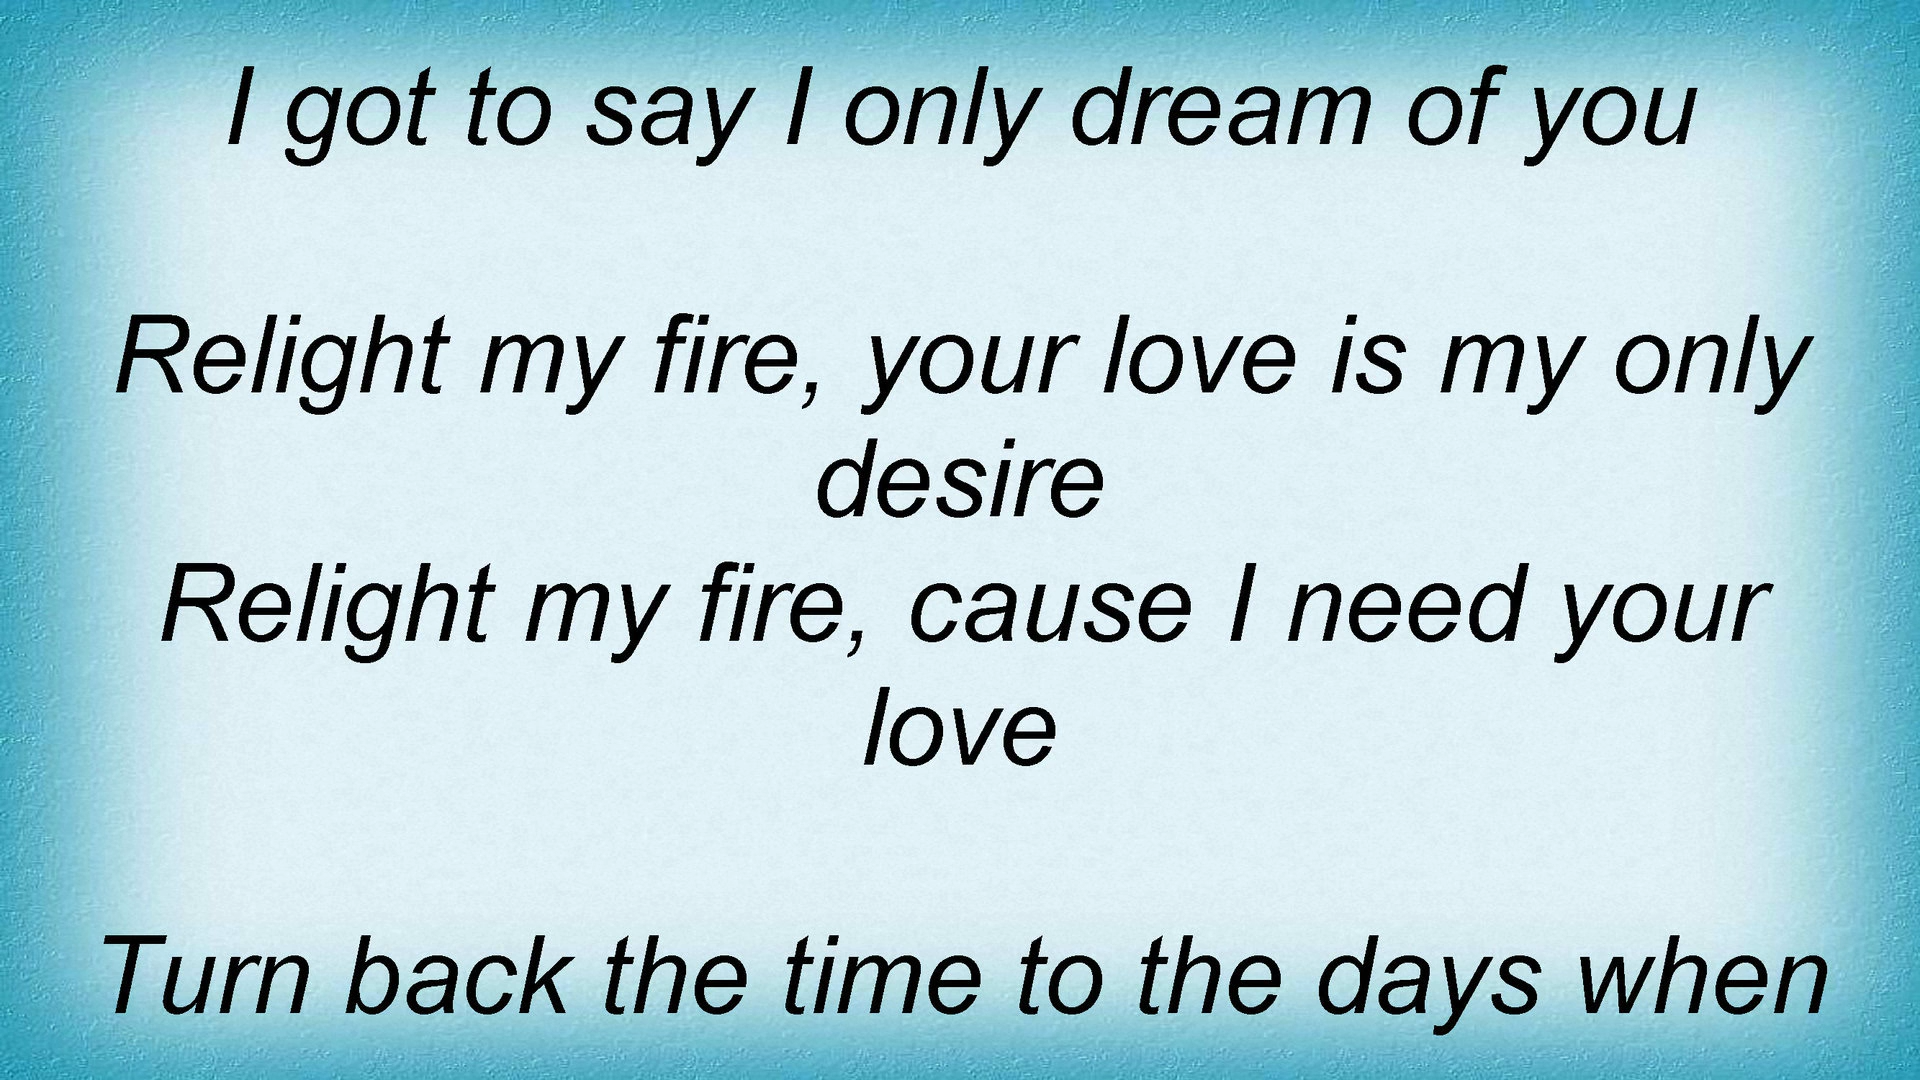 I got to say I only dream of you
Relight my fire, your love is my only
desire
Relight my fire, cause I need your
love
Turn back the time to the days when